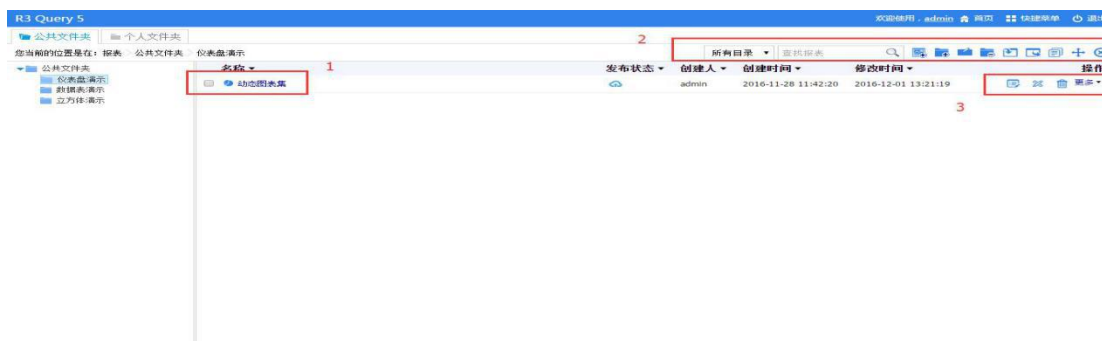 R3 Query 5 欢迎使用，admin 首页 快捷菜单 退出
公共文件夹 个人文件夹
2
您当前的位置是在：报表 公共文件夹 仪表盘演示 所有目录 查找报表
公共文件夹 名称 1 发布状态 创建人 创建时间 修改时间 操作
仪表盘演示 动态图表集 admin 2016-11-28 11:42:20 2016-12-01 13:21:19 更多
数据表演示
立方体演示 3